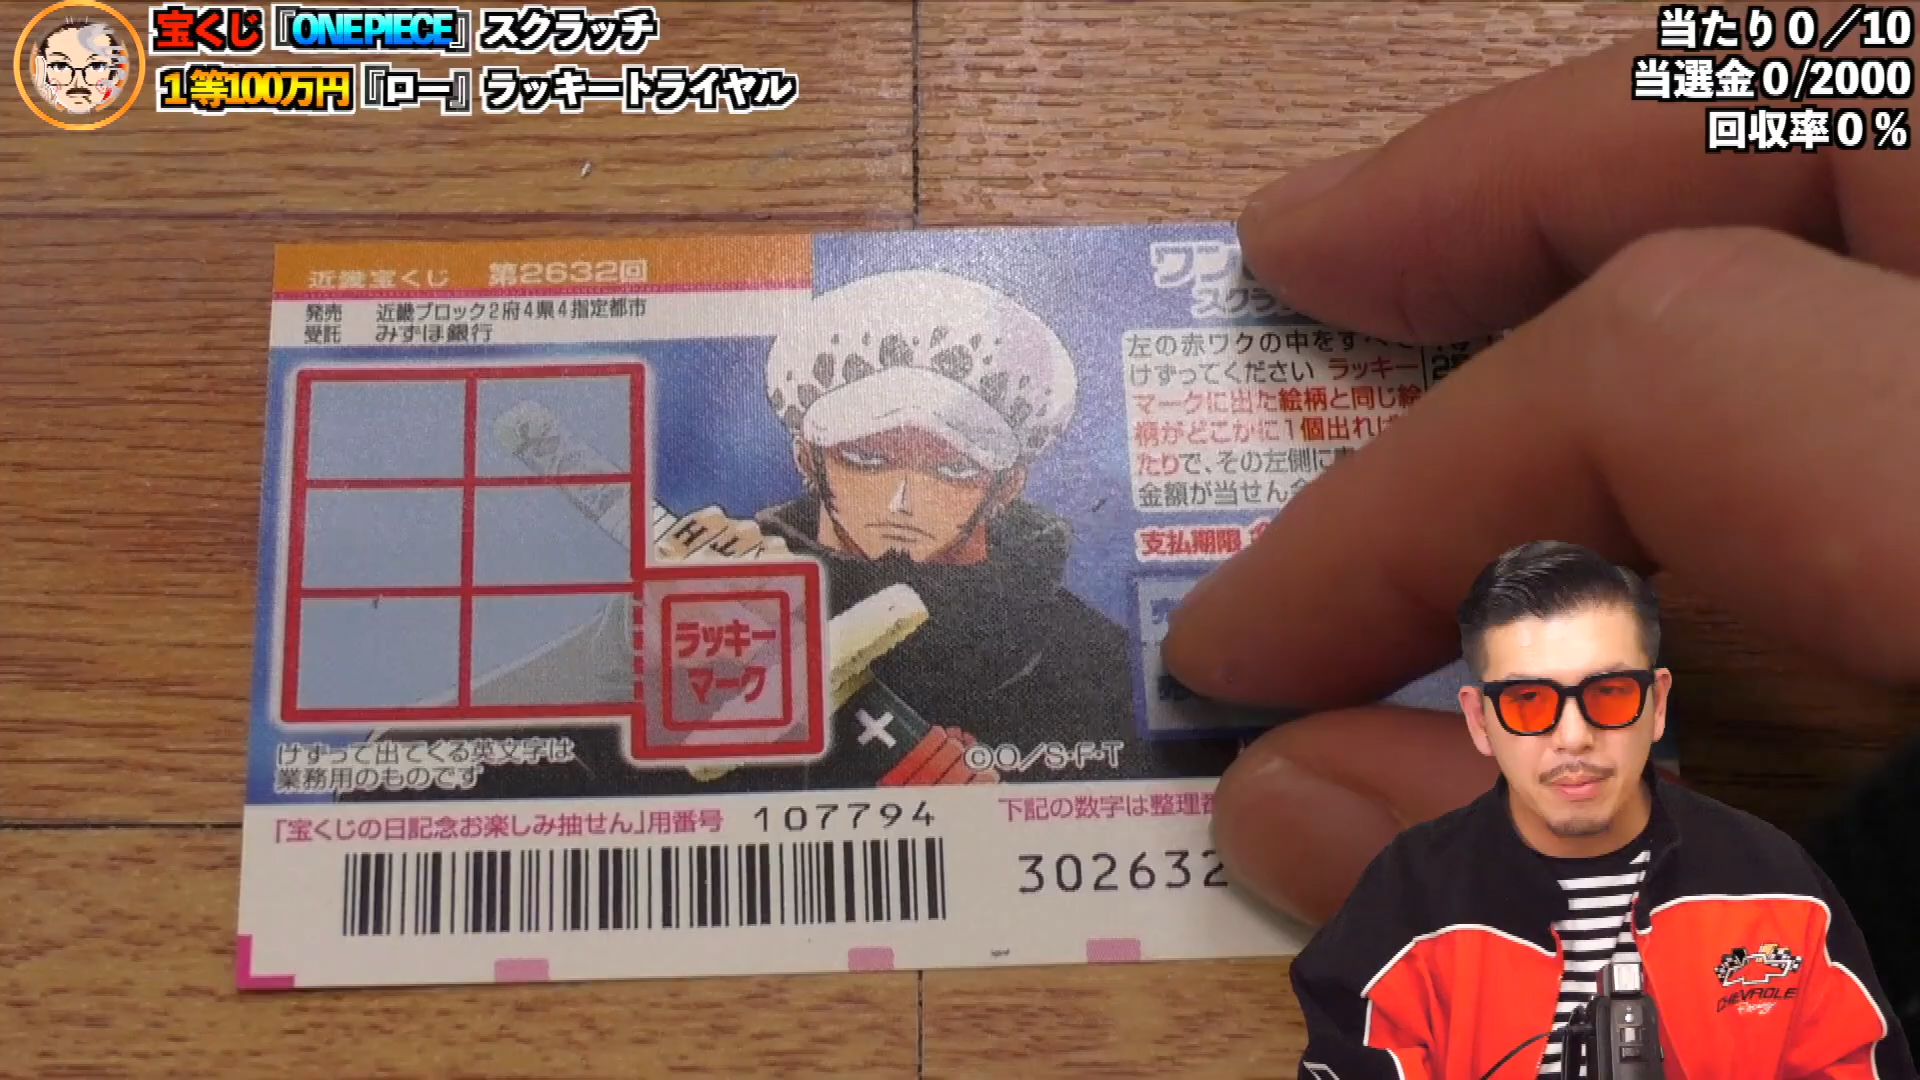 宝くじ『ONEPIECE』スクラッチ
1等100万円『ロー』ラッキートライヤル
当たり0／10
当選金0/2000
回収率0％
近畿宝くじ 第2632回
発売 近畿ブロック2府4県4指定都市
受託 みずほ銀行
ワン
スクラ
左の赤ワクの中をす
けずってください ラッキー
マークに出た絵柄と同じ絵
柄がどこかに1個出れば
たりで、その左側に
金額が当せん
支払期限
ラッキー
マーク
©O/S・F・T
けずって出てくる英文字は
業務用のものです
「宝くじの日記念お楽しみ抽せん」用番号 107794
下記の数字は整理番
302632
CHEVROLE
Racing